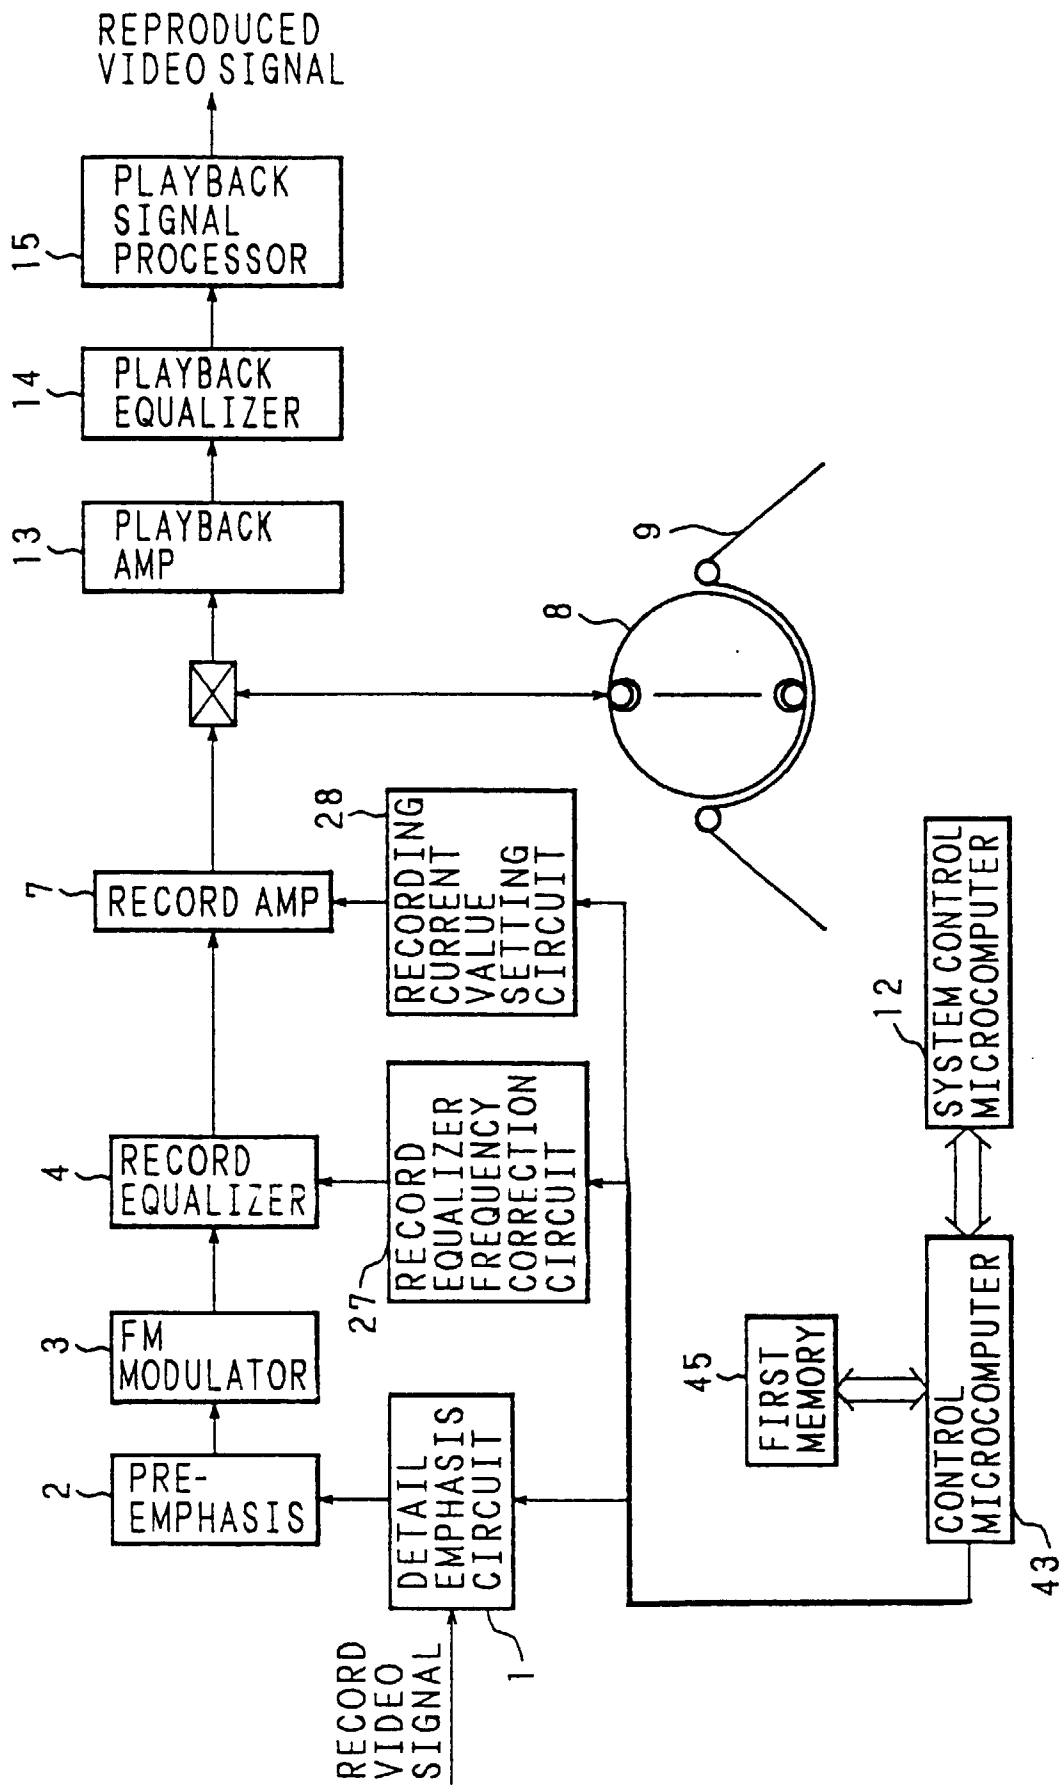 REPRODUCED
VIDEO SIGNAL
15
PLAYBACK
SIGNAL
PROCESSOR
14
PLAYBACK
EQUALIZER
13
PLAYBACK
AMP
7
RECORD AMP
4
RECORD
EQUALIZER
3
FM
MODULATOR
2
PRE-
EMPHASIS
RECORD
VIDEO
SIGNAL
1
DETAIL
EMPHASIS
CIRCUIT
27
RECORD
EQUALIZER
FREQUENCY
CORRECTION
CIRCUIT
28
RECORDING
CURRENT
VALUE
SETTING
CIRCUIT
8
9
45
FIRST
MEMORY
43
CONTROL
MICROCOMPUTER
12
SYSTEM CONTROL
MICROCOMPUTER